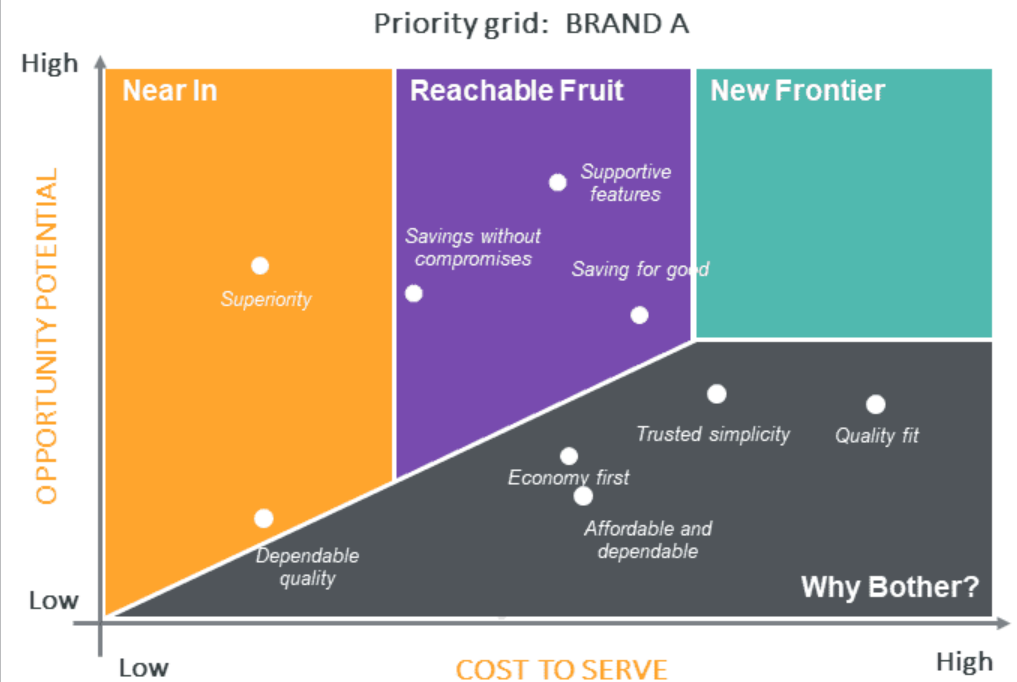 Priority grid:  BRAND A
High
Near In
Reachable Fruit
New Frontier
Supportive
features
Savings without
compromises
Saving for good
Superiority
OPPORTUNITY POTENTIAL
Trusted simplicity
Quality fit
Economy first
Affordable and
dependable
Dependable
quality
Why Bother?
Low
Low
COST TO SERVE
High